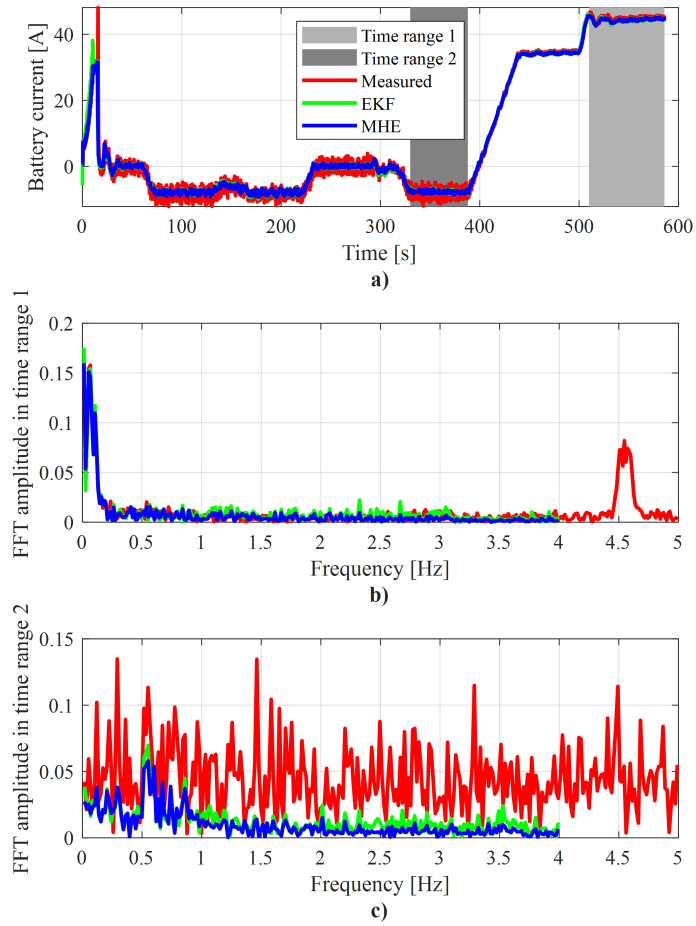 Battery current [A]
40
20
0
Time range 1
Time range 2
Measured
EKF
MHE
0 100 200 300 400 500 600
Time [s]
a)
FFT amplitude in time range 1
0.2
0.15
0.1
0.05
0
0 0.5 1 1.5 2 2.5 3 3.5 4 4.5 5
Frequency [Hz]
b)
FFT amplitude in time range 2
0.15
0.1
0.05
0
0 0.5 1 1.5 2 2.5 3 3.5 4 4.5 5
Frequency [Hz]
c)